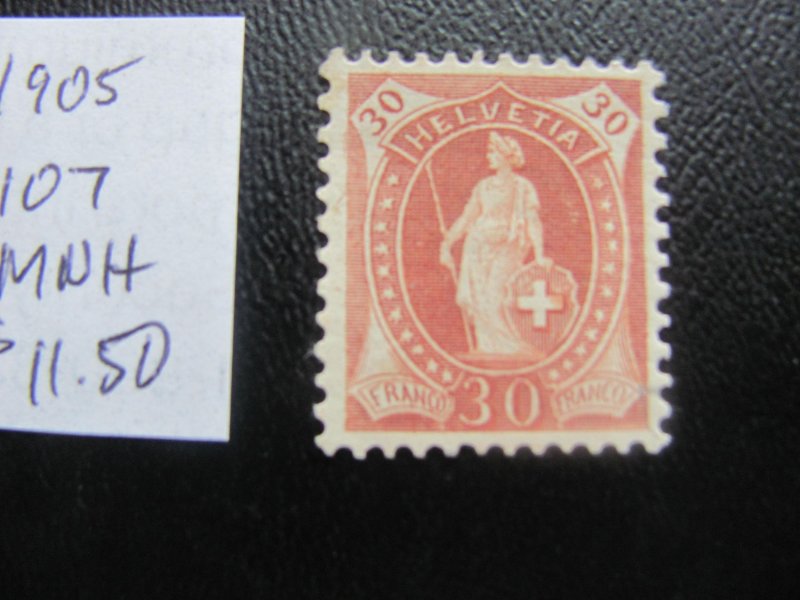 1905
107
MNH
$11.50
30 30
HELVETIA
FRANCO 30 FRANCO